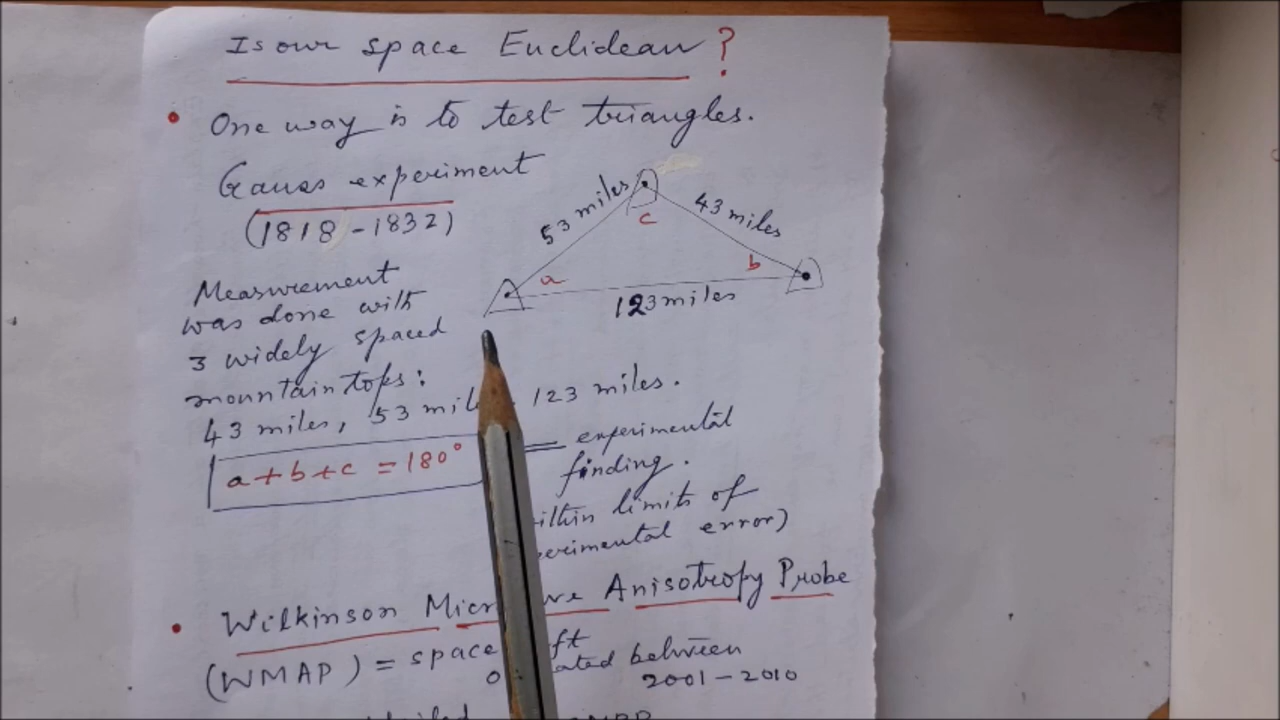 Is our space Euclidean ?
• One way is to test triangles.
Gauss experiment
(1818 - 1832)
53 miles
43 miles
c
a
b
123 miles
Measurement
was done with
3 widely spaced
mountain tops:
43 miles, 53 mil 123 miles.
a + b + c = 180°
experimental
finding.
limits of
error)
• Wilkinson Anisotropy Probe
(WMAP) = space
between
2001 - 2010